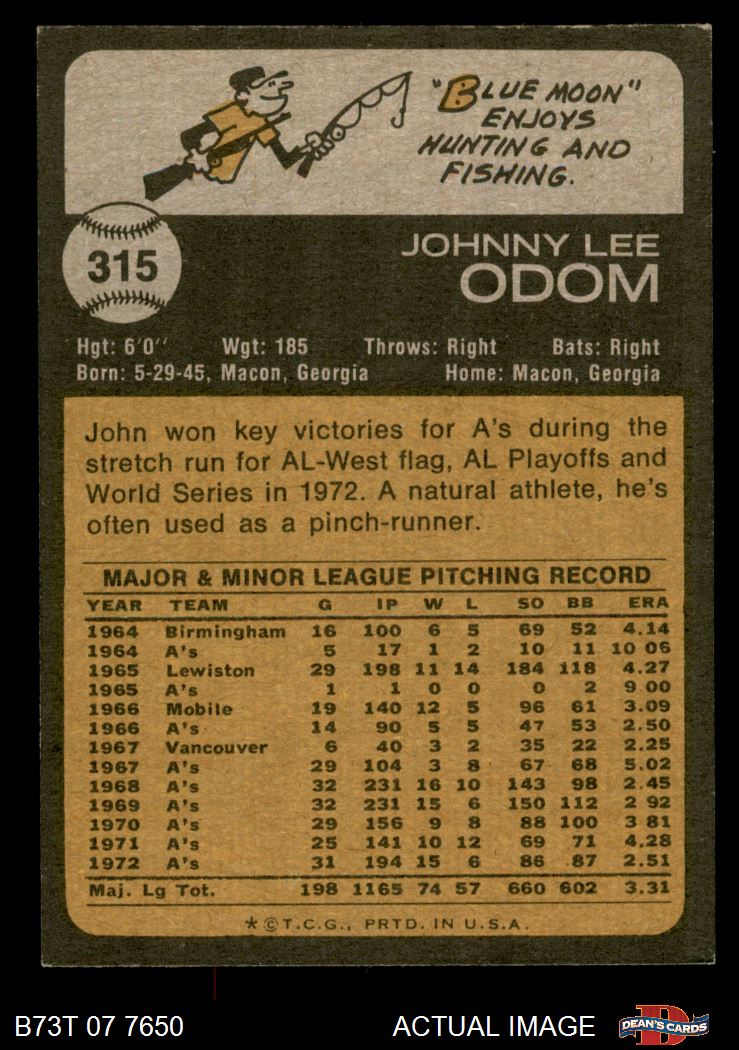 "BLUE MOON"
ENJOYS
HUNTING AND
FISHING.
315
JOHNNY LEE
ODOM
Hgt: 6'0" Wgt: 185 Throws: Right Bats: Right
Born: 5-29-45, Macon, Georgia Home: Macon, Georgia
John won key victories for A's during the
stretch run for AL-West flag, AL Playoffs and
World Series in 1972. A natural athlete, he's
often used as a pinch-runner.
MAJOR & MINOR LEAGUE PITCHING RECORD
YEAR TEAM G IP W L SO BB ERA
1964 Birmingham 16 100 6 5 69 52 4.14
1964 A's 5 17 1 2 10 11 10 06
1965 Lewiston 29 198 11 14 184 118 4.27
1965 A's 1 1 0 0 0 2 9 00
1966 Mobile 19 140 12 5 96 61 3.09
1966 A's 14 90 5 5 47 53 2.50
1967 Vancouver 6 40 3 2 35 22 2.25
1967 A's 29 104 3 8 67 68 5.02
1968 A's 32 231 16 10 143 98 2.45
1969 A's 32 231 15 6 150 112 2 92
1970 A's 29 156 9 8 88 100 3 81
1971 A's 25 141 10 12 69 71 4.28
1972 A's 31 194 15 6 86 87 2.51
Maj. Lg Tot. 198 1165 74 57 660 602 3.31
*©T.C.G., PRTD. IN U.S.A.
B73T 07 7650 ACTUAL IMAGE D DEAN'S CARDS